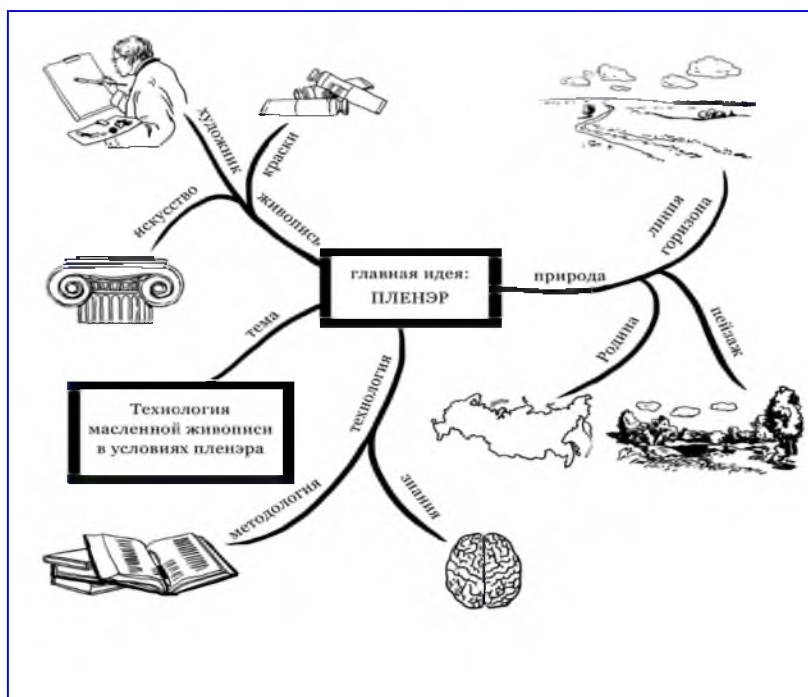 художник
краски
искусство
живопись
линия
горизона
главная идея:
ПЛЕНЭР
природа
тема
Родина
пейзаж
технология
Технология
масленной живописи
в условиях пленэра
методология
знания